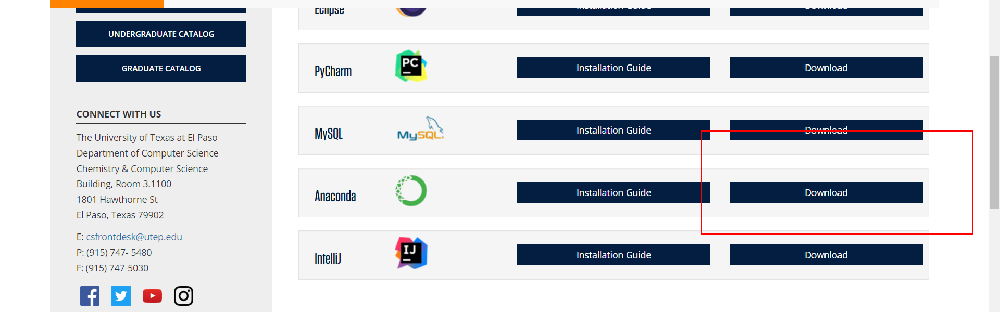 UNDERGRADUATE CATALOG
GRADUATE CATALOG
CONNECT WITH US
The University of Texas at El Paso
Department of Computer Science
Chemistry & Computer Science
Building, Room 3.1100
1801 Hawthorne St
El Paso, Texas 79902
E: csfrontdesk@utep.edu
P: (915) 747- 5480
F: (915) 747-5030
Eclipse
Installation Guide
Download
PyCharm
PC
Installation Guide
Download
MySQL
MySQL
Installation Guide
Download
Anaconda
Installation Guide
Download
IntelliJ
IJ
Installation Guide
Download